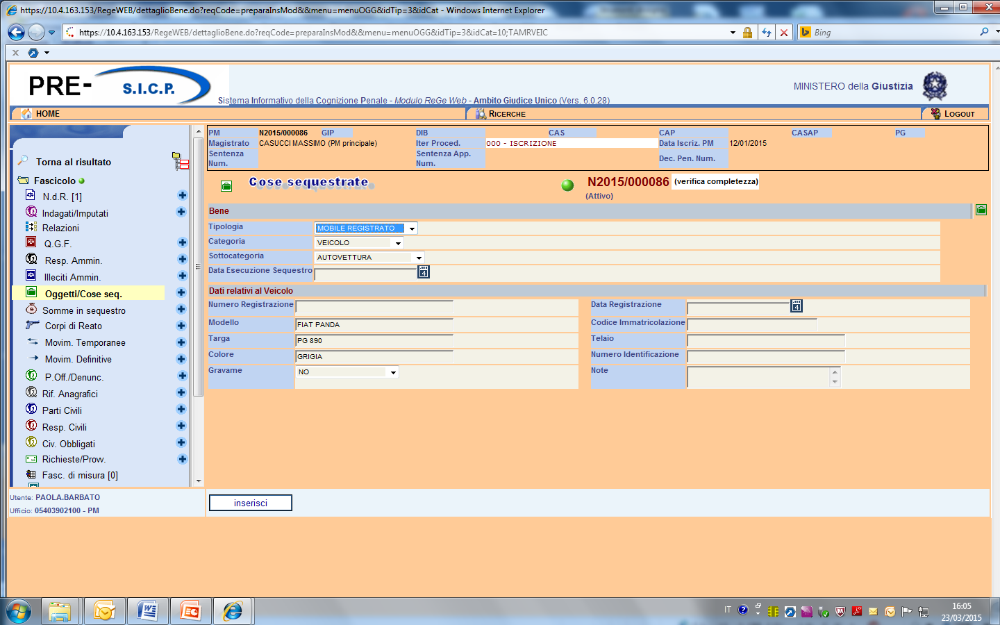 https://10.4.163.153/RegeWEB/dettaglioBene.do?reqCode=preparaInsMod&&menu=menuOGG&idTip=3&idCat - Windows Internet Explorer
https://10.4.163.153/RegeWEB/dettaglioBene.do?reqCode=preparaInsMod&&menu=menuOGG&idTip=3&idCat=10;TAMRVEIC
Bing
PRE- S.I.C.P.
Sistema Informativo della Cognizione Penale - Modulo ReGe Web - Ambito Giudice Unico (Vers. 6.0.28)
MINISTERO della Giustizia
HOME
RICERCHE
LOGOUT
PM N2015/000086 GIP DIB CAS CAP CASAP PG
Magistrato CASUCCI MASSIMO (PM principale) Iter Proced. 000 - ISCRIZIONE Data Iscriz. PM 12/01/2015
Sentenza Num. Sentenza App. Num. Dec. Pen. Num.
Torna al risultato
Fascicolo
N.d.R. [1]
Indagati/Imputati
Relazioni
Q.G.F.
Resp. Ammin.
Illeciti Ammin.
Oggetti/Cose seq.
Somme in sequestro
Corpi di Reato
Movim. Temporanee
Movim. Definitive
P.Off./Denunc.
Rif. Anagrafici
Parti Civili
Resp. Civili
Civ. Obbligati
Richieste/Provv.
Fasc. di misura [0]
Utente: PAOLA.BARBATO
Ufficio: 05403902100 - PM
Cose sequestrate
N2015/000086 (verifica completezza)
(Attivo)
Bene
Tipologia MOBILE REGISTRATO
Categoria VEICOLO
Sottocategoria AUTOVETTURA
Data Esecuzione Sequestro 4
Dati relativi al Veicolo
Numero Registrazione Data Registrazione 4
Modello FIAT PANDA Codice Immatricolazione
Targa PG 890 Telaio
Colore GRIGIA Numero Identificazione
Gravame NO Note
inserisci
IT
16:05
23/03/2015